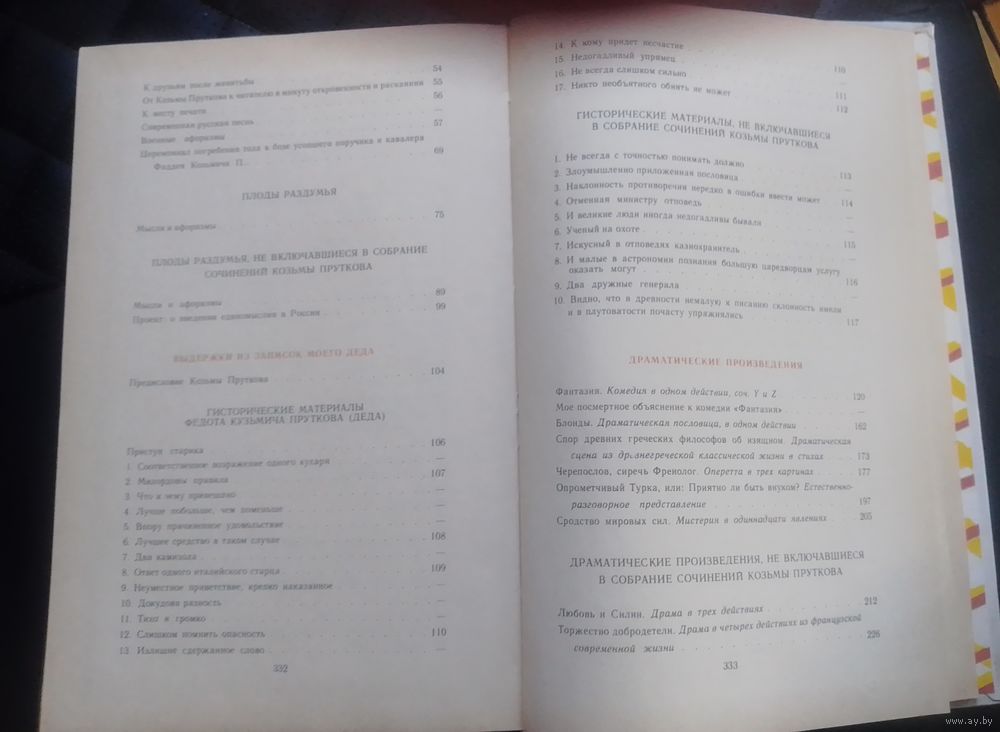 К друзьям после женитьбы 54
От Козьмы Пруткова к читателю в минуту откровенности и раскаяния 55
К месту печати 56
Современная русская песнь —
Военные афоризмы 57
Церемониал погребения тела в бозе усопшего поручика и кавалера
Фаддея Козьмича П. . . 69
ПЛОДЫ РАЗДУМЬЯ
Мысли и афоризмы 75
ПЛОДЫ РАЗДУМЬЯ, НЕ ВКЛЮЧАВШИЕСЯ В СОБРАНИЕ
СОЧИНЕНИЙ КОЗЬМЫ ПРУТКОВА
Мысли и афоризмы 89
Проект: о введении единомыслия в России 99
ВЫДЕРЖКИ ИЗ ЗАПИСОК МОЕГО ДЕДА
Предисловие Козьмы Пруткова 104
ГИСТОРИЧЕСКИЕ МАТЕРИАЛЫ
ФЕДОТА КУЗЬМИЧА ПРУТКОВА (ДЕДА)
Приступ старика 106
1. Соответственное возражение одного кухаря —
2. Милордовы правила 107
3. Что к чему привешано —
4. Лучше побольше, чем поменьше —
5. Впору причиненное удовольствие —
6. Лучшее средство в таком случае 108
7. Два камизола —
8. Ответ одного италийского старца 109
9. Неуместное приветствие, крепко наказанное —
10. Докудова разность —
11. Тихо и громко —
12. Слишком помнить опасность 110
13. Излишне сдержанное слово —
332
14. К кому придет несчастие
15. Недогадливый упрямец 110
16. Не всегда слишком сильно —
17. Никто необъятного обнять не может 111
112
ГИСТОРИЧЕСКИЕ МАТЕРИАЛЫ, НЕ ВКЛЮЧАВШИЕСЯ
В СОБРАНИЕ СОЧИНЕНИЙ КОЗЬМЫ ПРУТКОВА
1. Не всегда с точностью понимать должно
2. Злоумышленно приложенная пословица 113
3. Наклонность противоречия нередко в ошибки ввести может —
4. Отменная министру отповедь 114
5. И великие люди иногда недогадливы бывали —
6. Ученый на охоте —
7. Искусный в отповедях казнохранитель 115
8. И малые в астрономии познания большую царедворцам услугу
оказать могут —
9. Два дружные генерала 116
10. Видно, что в древности немалую к писанию склонность имели
и в плутоватости почасту упражнялись 117
ДРАМАТИЧЕСКИЕ ПРОИЗВЕДЕНИЯ
Фантазия. Комедия в одном действии, соч. Y и Z 120
Мое посмертное объяснение к комедии «Фантазия» —
Блонды. Драматическая пословица, в одном действии 162
Спор древних греческих философов об изящном. Драматическая
сцена из древнегреческой классической жизни в стихах 173
Черепослов, сиречь Френолог. Оперетта в трех картинах 177
Опрометчивый Турка, или: Приятно ли быть внуком? Естественно-
разговорное представление 197
Сродство мировых сил. Мистерия в одиннадцати явлениях 205
ДРАМАТИЧЕСКИЕ ПРОИЗВЕДЕНИЯ, НЕ ВКЛЮЧАВШИЕСЯ
В СОБРАНИЕ СОЧИНЕНИЙ КОЗЬМЫ ПРУТКОВА
Любовь и Силин. Драма в трех действиях 212
Торжество добродетели. Драма в четырех действиях из французской
современной жизни 226
333
www.ay.by